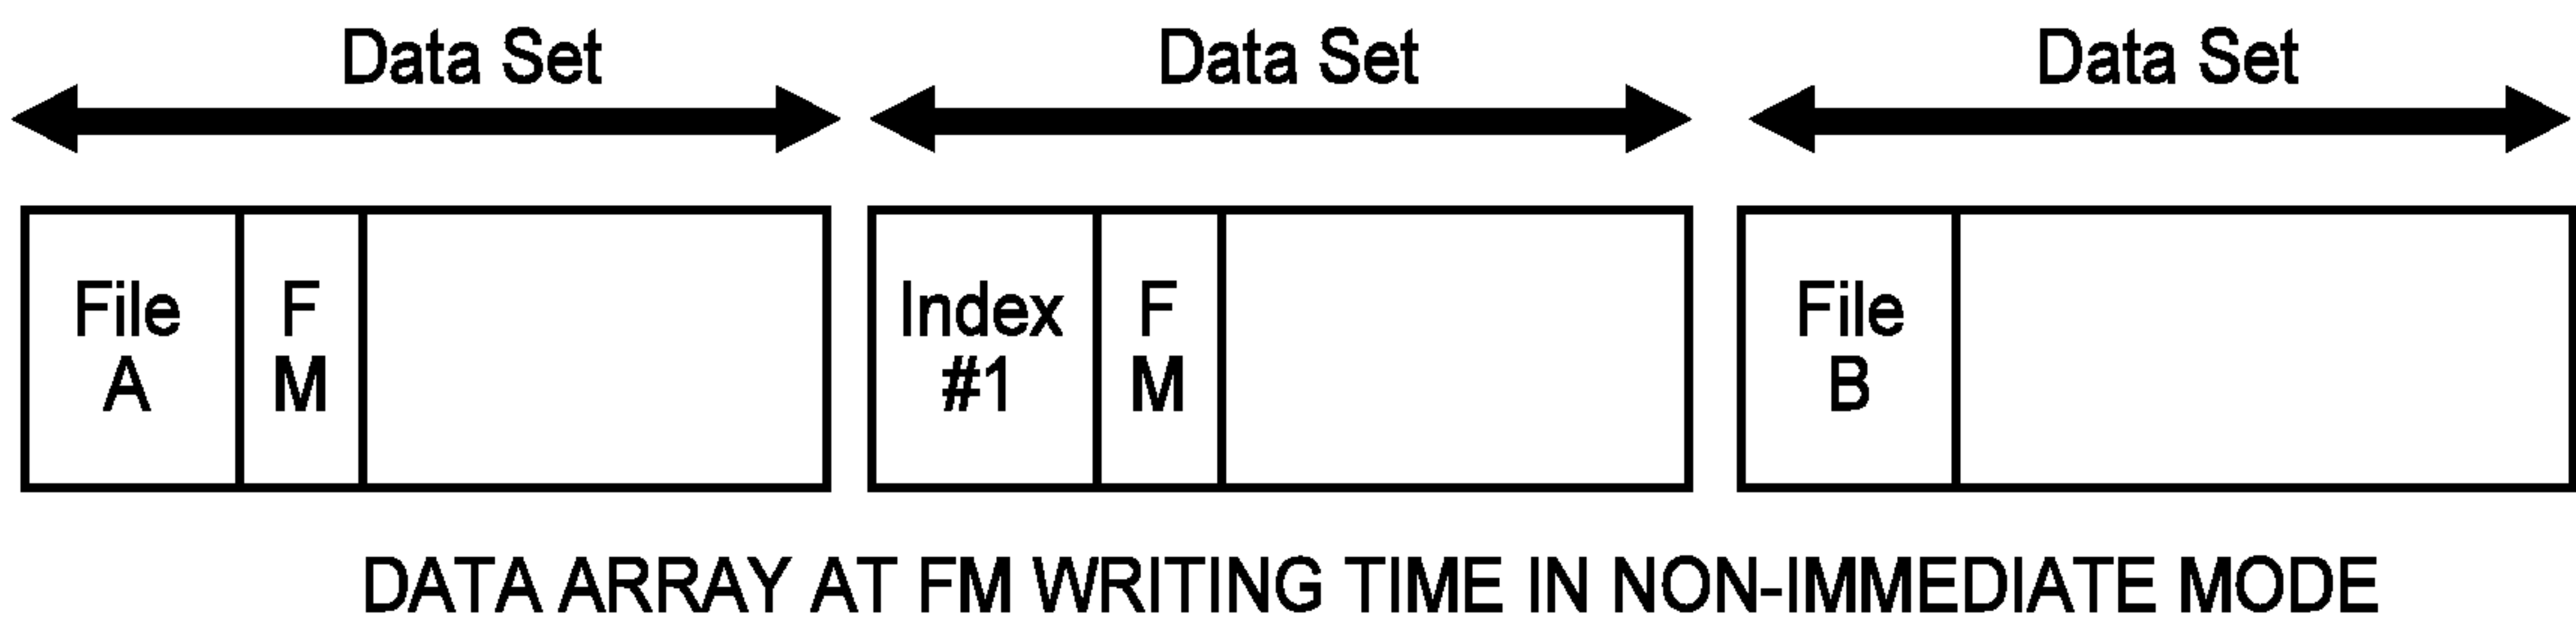 Data Set
Data Set
Data Set
File
A
F
M
Index
#1
F
M
File
B
DATA ARRAY AT FM WRITING TIME IN NON-IMMEDIATE MODE